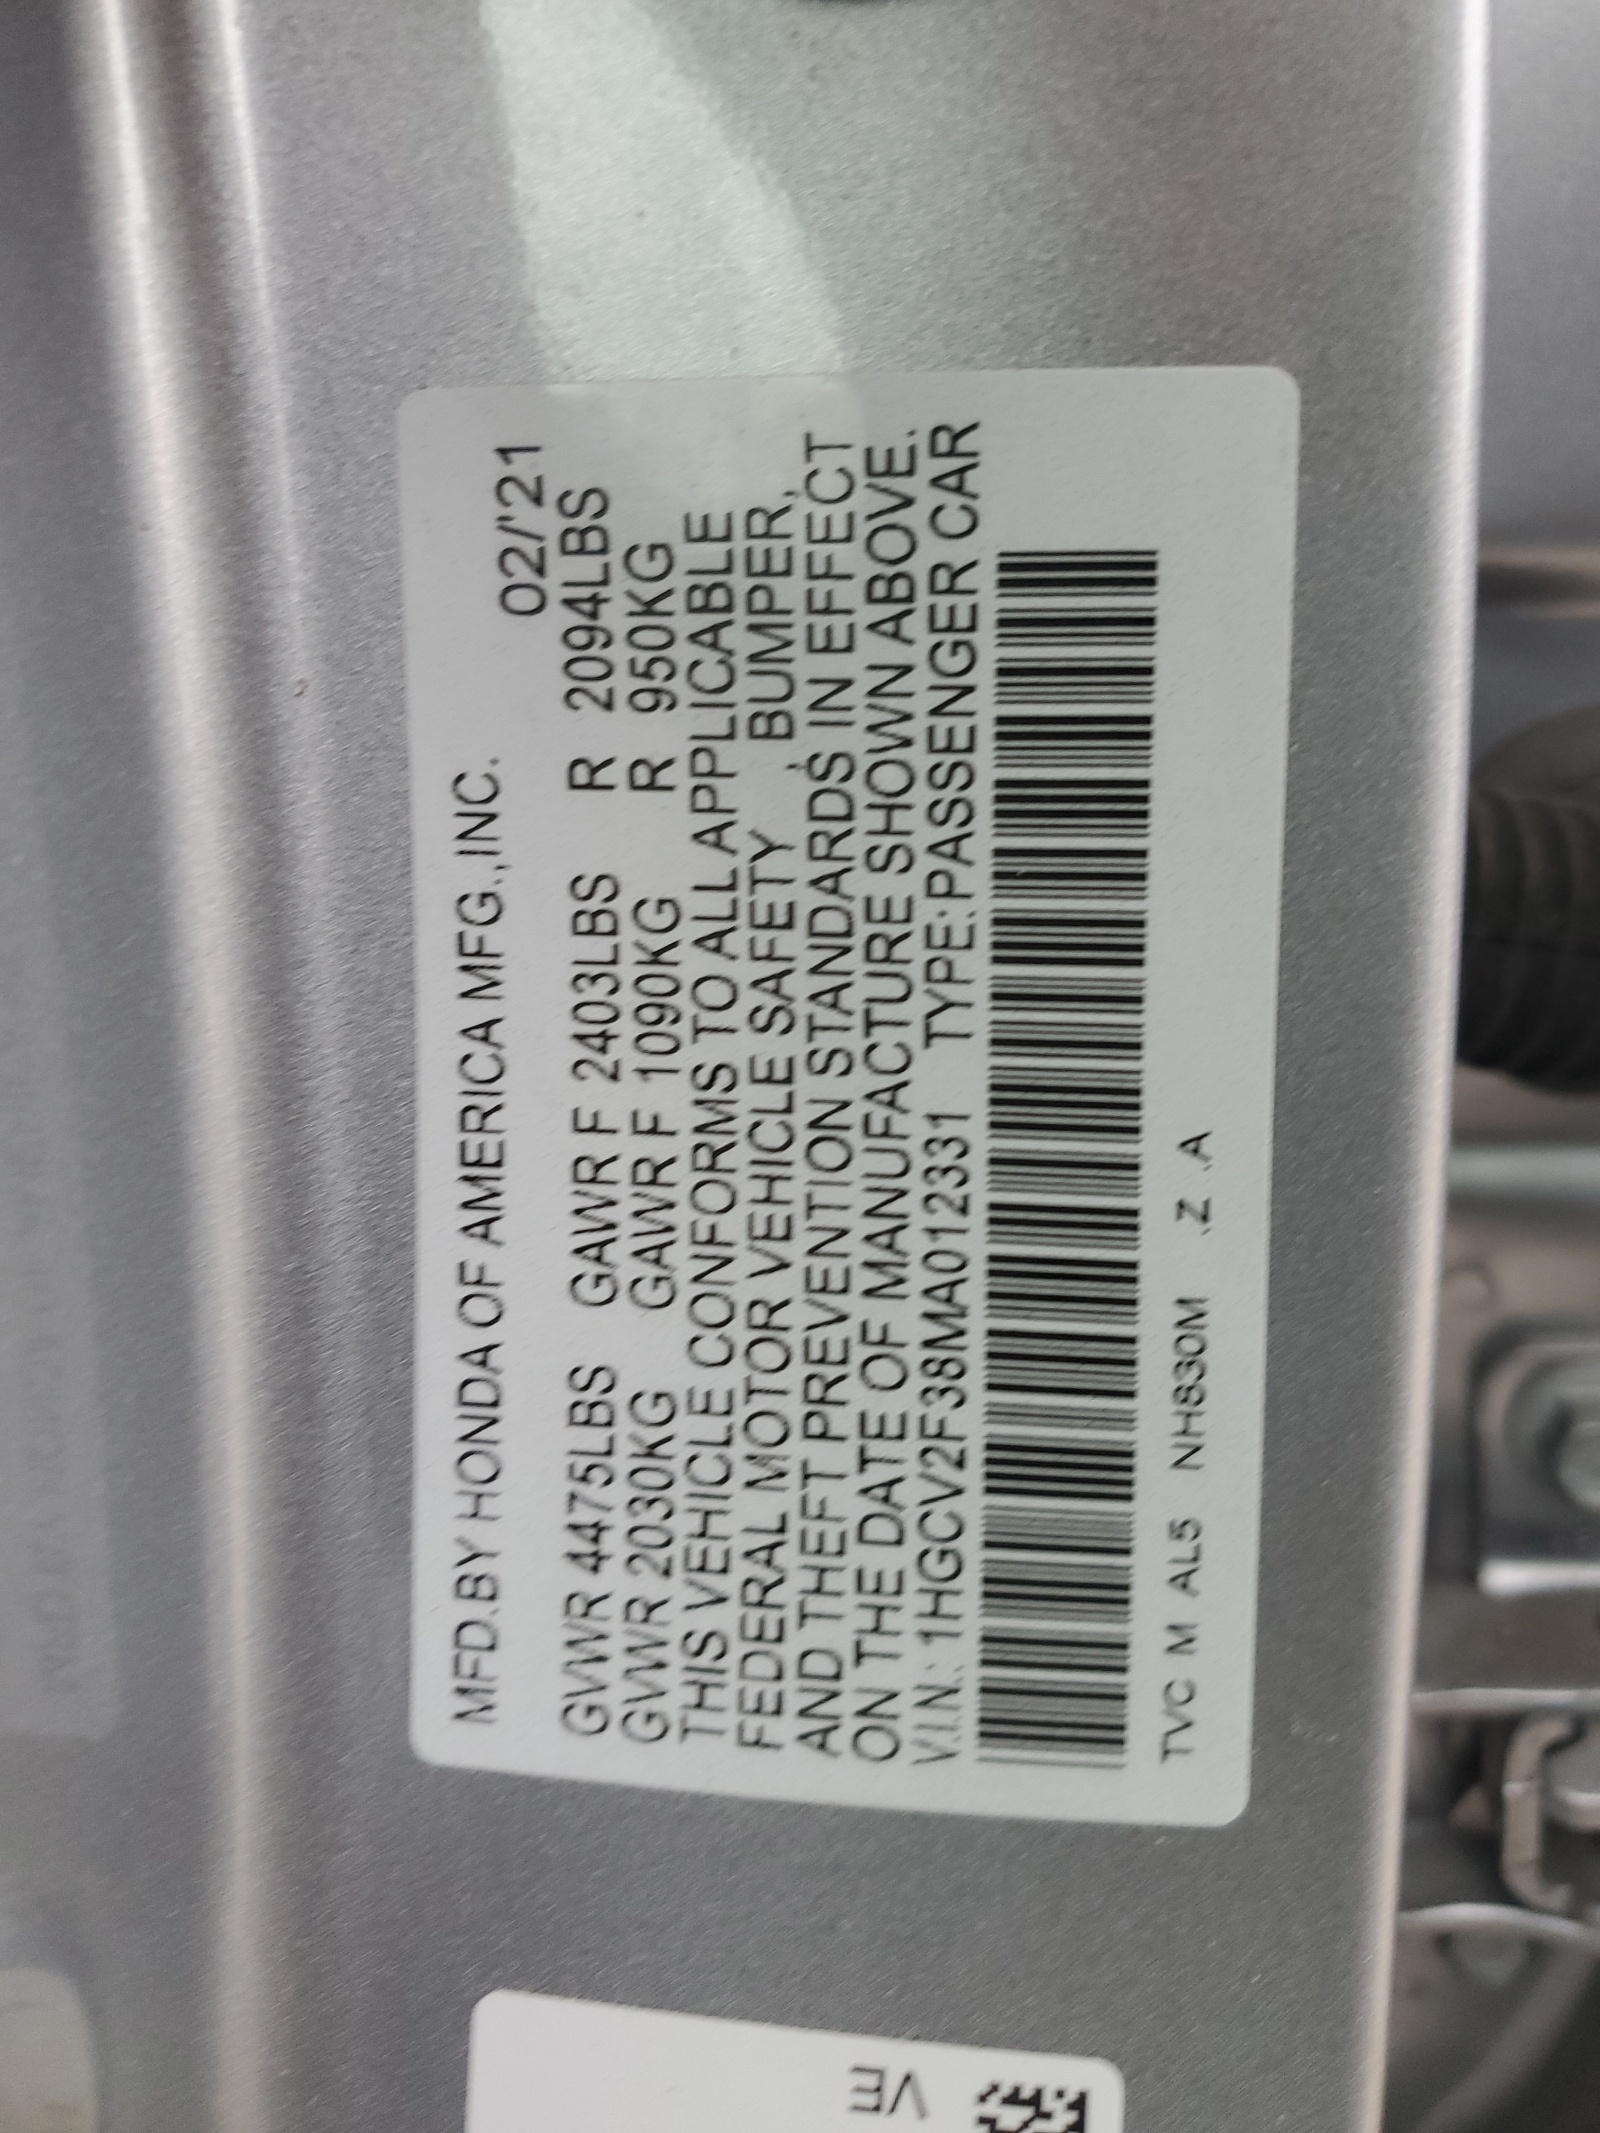 MFD.BY HONDA OF AMERICA MFG.,INC.
02/'21
GVWR 4475LBS GAWR F 2403LBS R 2094LBS
GVWR 2030KG GAWR F 1090KG R 950KG
THIS VEHICLE CONFORMS TO ALL APPLICABLE
FEDERAL MOTOR VEHICLE SAFETY , BUMPER,
AND THEFT PREVENTION STANDARDS IN EFFECT
ON THE DATE OF MANUFACTURE SHOWN ABOVE.
V.I.N.: 1HGCV2F38MA012331 TYPE:PASSENGER CAR
TVC M AL5 NH830M .Z .A